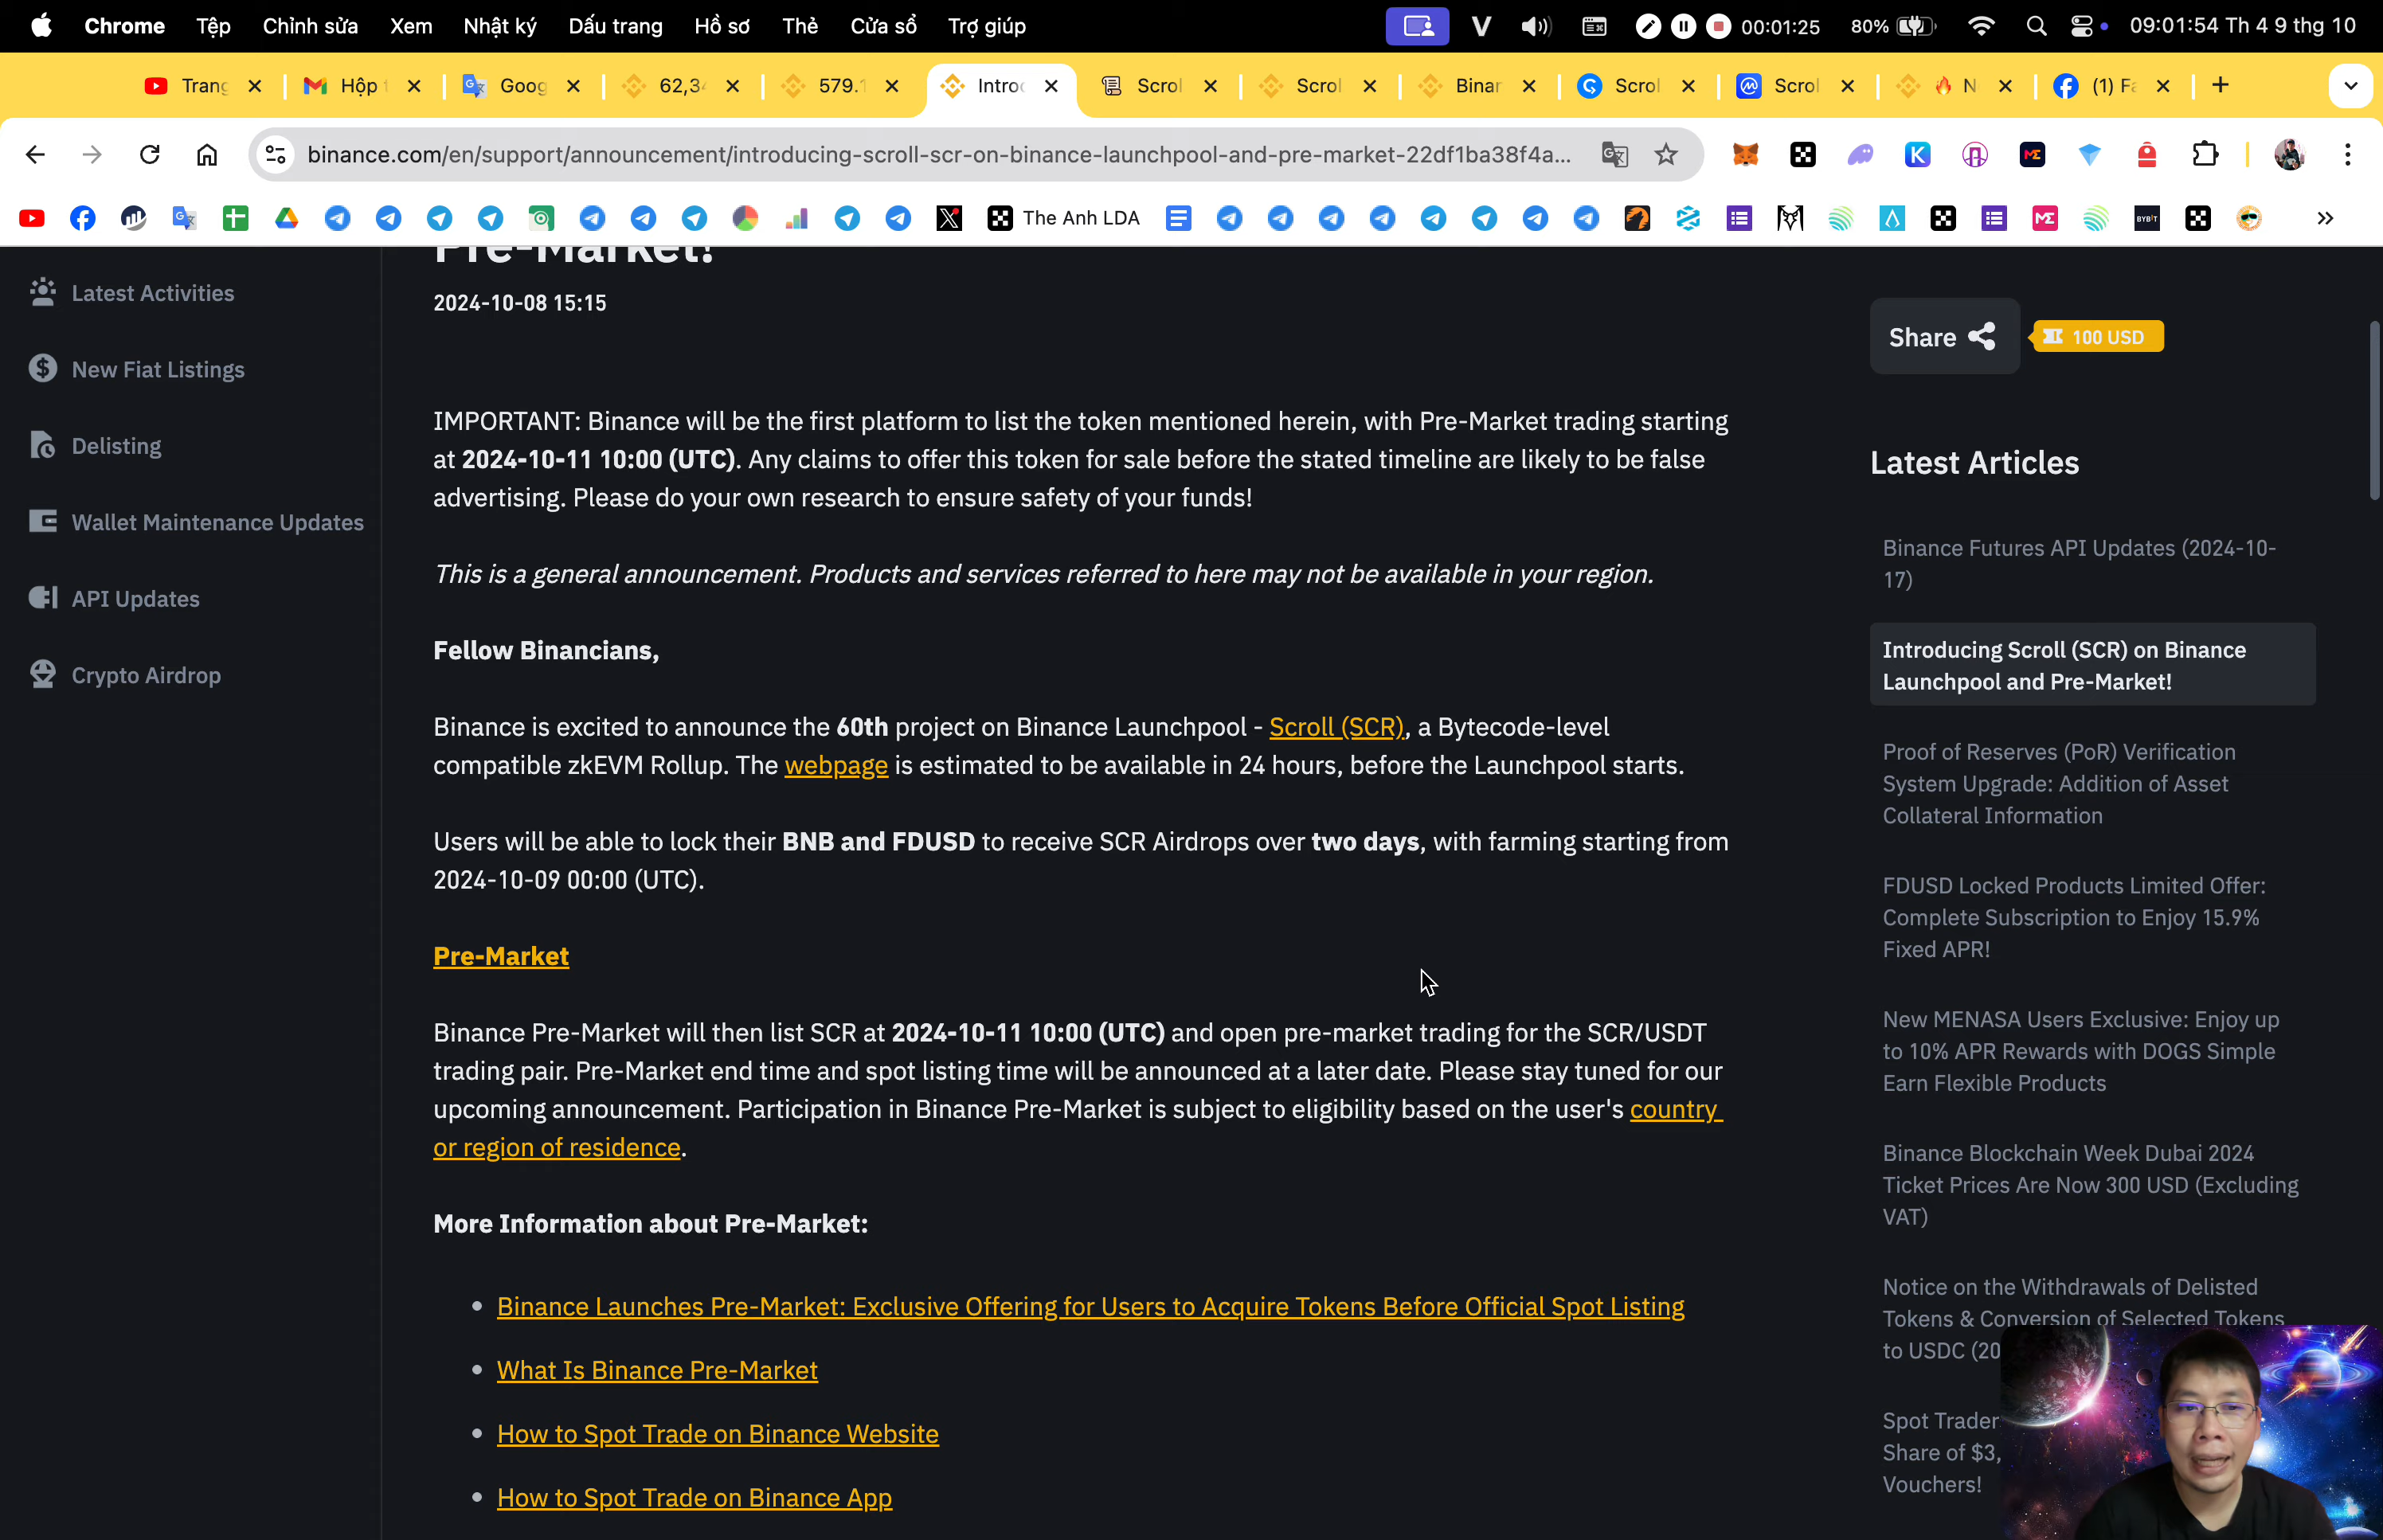 Chrome Tệp Chỉnh sửa Xem Nhật ký Dấu trang Hồ sơ Thẻ Cửa sổ Trợ giúp V 00:01:25 80% 09:01:54 Th 4 9 thg 10
Trang Hộp Goog 62,3 579.1 Intro Scrol Scrol Binar Scrol Scrol N (1) Fa
binance.com/en/support/announcement/introducing-scroll-scr-on-binance-launchpool-and-pre-market-22df1ba38f4a...
The Anh LDA
Pre-Market!
2024-10-08 15:15
IMPORTANT: Binance will be the first platform to list the token mentioned herein, with Pre-Market trading starting
at 2024-10-11 10:00 (UTC). Any claims to offer this token for sale before the stated timeline are likely to be false
advertising. Please do your own research to ensure safety of your funds!
This is a general announcement. Products and services referred to here may not be available in your region.
Fellow Binancians,
Binance is excited to announce the 60th project on Binance Launchpool - Scroll (SCR), a Bytecode-level
compatible zkEVM Rollup. The webpage is estimated to be available in 24 hours, before the Launchpool starts.
Users will be able to lock their BNB and FDUSD to receive SCR Airdrops over two days, with farming starting from
2024-10-09 00:00 (UTC).
Pre-Market
Binance Pre-Market will then list SCR at 2024-10-11 10:00 (UTC) and open pre-market trading for the SCR/USDT
trading pair. Pre-Market end time and spot listing time will be announced at a later date. Please stay tuned for our
upcoming announcement. Participation in Binance Pre-Market is subject to eligibility based on the user's country
or region of residence.
More Information about Pre-Market:
• Binance Launches Pre-Market: Exclusive Offering for Users to Acquire Tokens Before Official Spot Listing
• What Is Binance Pre-Market
• How to Spot Trade on Binance Website
• How to Spot Trade on Binance App
Latest Activities
New Fiat Listings
Delisting
Wallet Maintenance Updates
API Updates
Crypto Airdrop
Share 100 USD
Latest Articles
Binance Futures API Updates (2024-10-
17)
Introducing Scroll (SCR) on Binance
Launchpool and Pre-Market!
Proof of Reserves (PoR) Verification
System Upgrade: Addition of Asset
Collateral Information
FDUSD Locked Products Limited Offer:
Complete Subscription to Enjoy 15.9%
Fixed APR!
New MENASA Users Exclusive: Enjoy up
to 10% APR Rewards with DOGS Simple
Earn Flexible Products
Binance Blockchain Week Dubai 2024
Ticket Prices Are Now 300 USD (Excluding
VAT)
Notice on the Withdrawals of Delisted
Tokens & Conversion of Selected Tokens
to USDC (20
Spot Trader
Share of $3,
Vouchers!